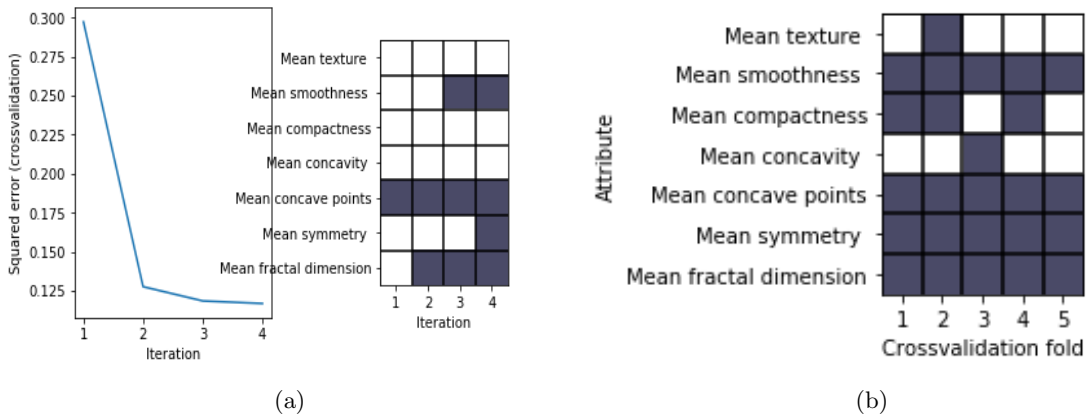 Squared error (crossvalidation)
0.300
0.275
0.250
0.225
0.200
0.175
0.150
0.125
1 2 3 4
Iteration
Mean texture
Mean smoothness
Mean compactness
Mean concavity
Mean concave points
Mean symmetry
Mean fractal dimension
1 2 3 4
Iteration
(a)
Attribute
Mean texture
Mean smoothness
Mean compactness
Mean concavity
Mean concave points
Mean symmetry
Mean fractal dimension
1 2 3 4 5
Crossvalidation fold
(b)